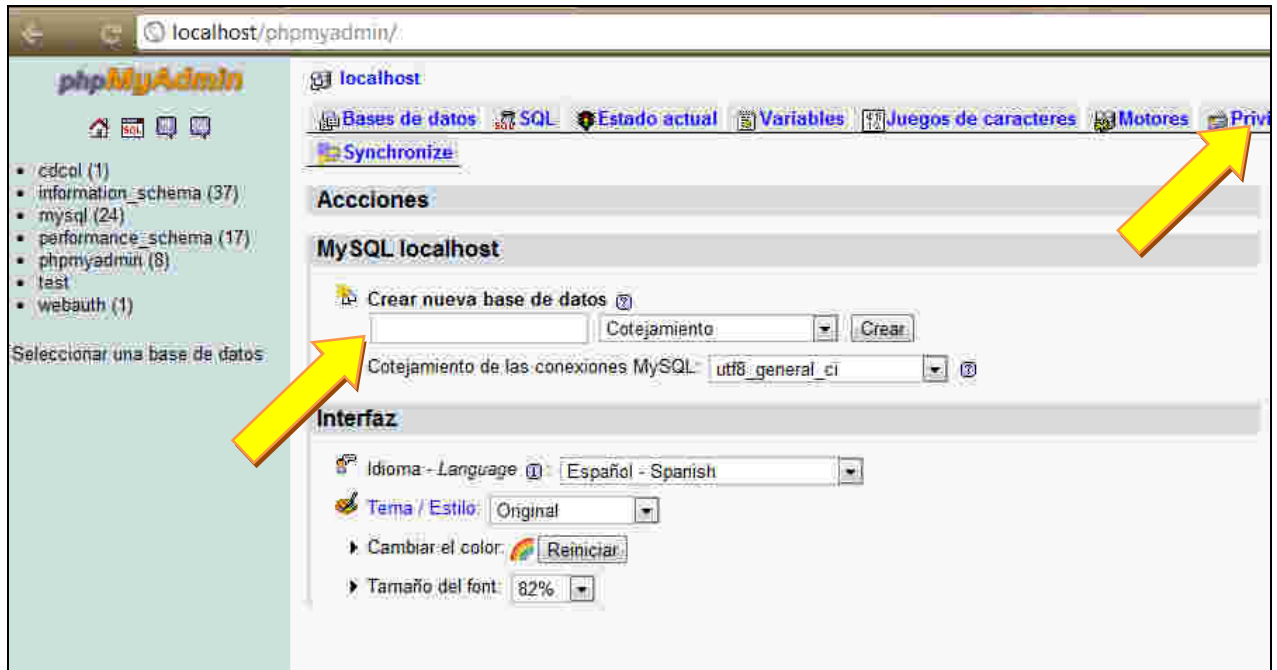 localhost/phpmyadmin/
phpMyAdmin
SQL
cdcol (1)
information_schema (37)
mysql (24)
performance_schema (17)
phpmyadmin (8)
test
webauth (1)
Seleccionar una base de datos
localhost
Bases de datos SQL Estado actual Variables Juegos de caracteres Motores Privi
Synchronize
Accciones
MySQL localhost
Crear nueva base de datos
Cotejamiento Crear
Cotejamiento de las conexiones MySQL: utf8_general_ci
Interfaz
Idioma - Language : Español - Spanish
Tema / Estilo: Original
Cambiar el color: Reiniciar
Tamaño del font: 82%